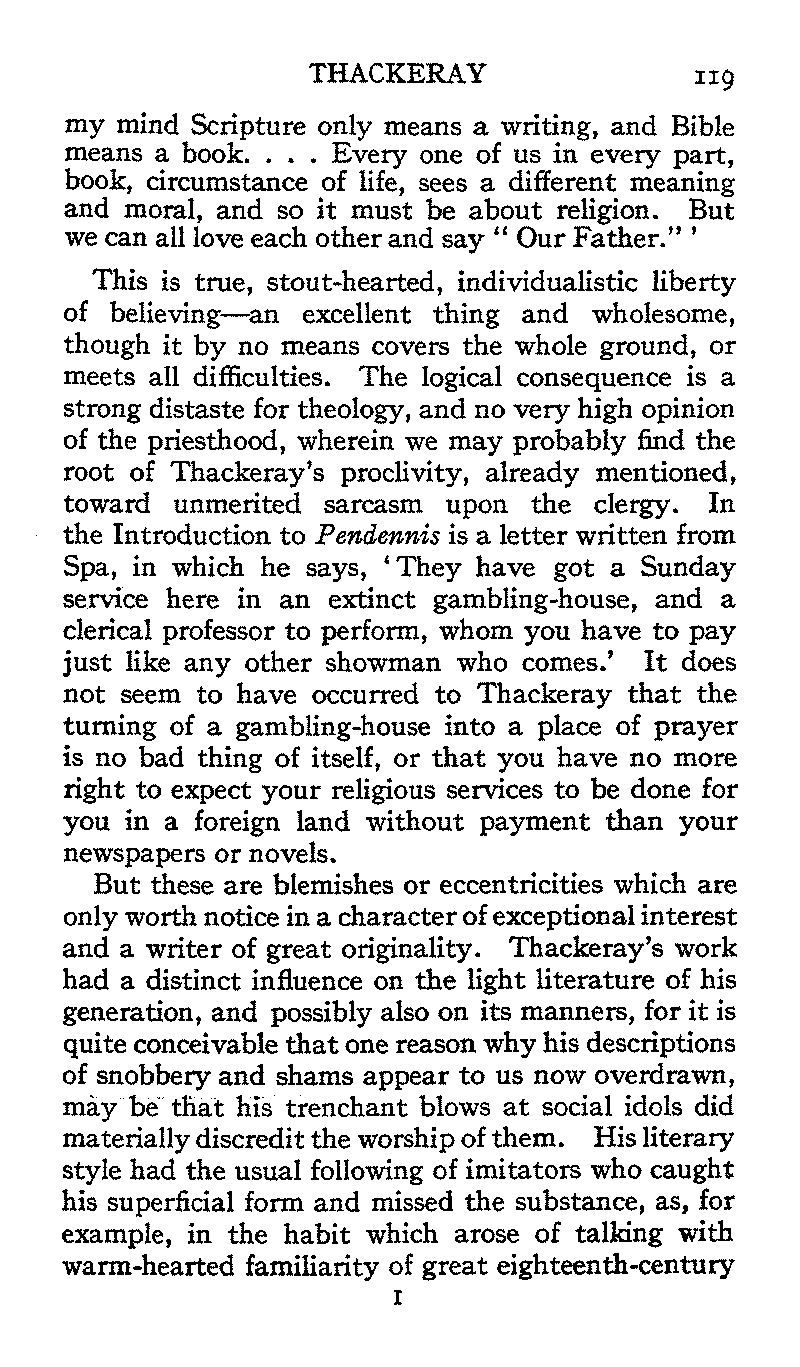 THACKERAY 119
my mind Scripture only means a writing, and Bible
means a book. . . . Every one of us in every part,
book, circumstance of life, sees a different meaning
and moral, and so it must be about religion. But
we can all love each other and say “ Our Father.” ’
This is true, stout-hearted, individualistic liberty
of believing—an excellent thing and wholesome,
though it by no means covers the whole ground, or
meets all difficulties. The logical consequence is a
strong distaste for theology, and no very high opinion
of the priesthood, wherein we may probably find the
root of Thackeray’s proclivity, already mentioned,
toward unmerited sarcasm upon the clergy. In
the Introduction to Pendennis is a letter written from
Spa, in which he says, ‘ They have got a Sunday
service here in an extinct gambling-house, and a
clerical professor to perform, whom you have to pay
just like any other showman who comes.’ It does
not seem to have occurred to Thackeray that the
turning of a gambling-house into a place of prayer
is no bad thing of itself, or that you have no more
right to expect your religious services to be done for
you in a foreign land without payment than your
newspapers or novels.
But these are blemishes or eccentricities which are
only worth notice in a character of exceptional interest
and a writer of great originality. Thackeray’s work
had a distinct influence on the light literature of his
generation, and possibly also on its manners, for it is
quite conceivable that one reason why his descriptions
of snobbery and shams appear to us now overdrawn,
may be that his trenchant blows at social idols did
materially discredit the worship of them. His literary
style had the usual following of imitators who caught
his superficial form and missed the substance, as, for
example, in the habit which arose of talking with
warm-hearted familiarity of great eighteenth-century
I